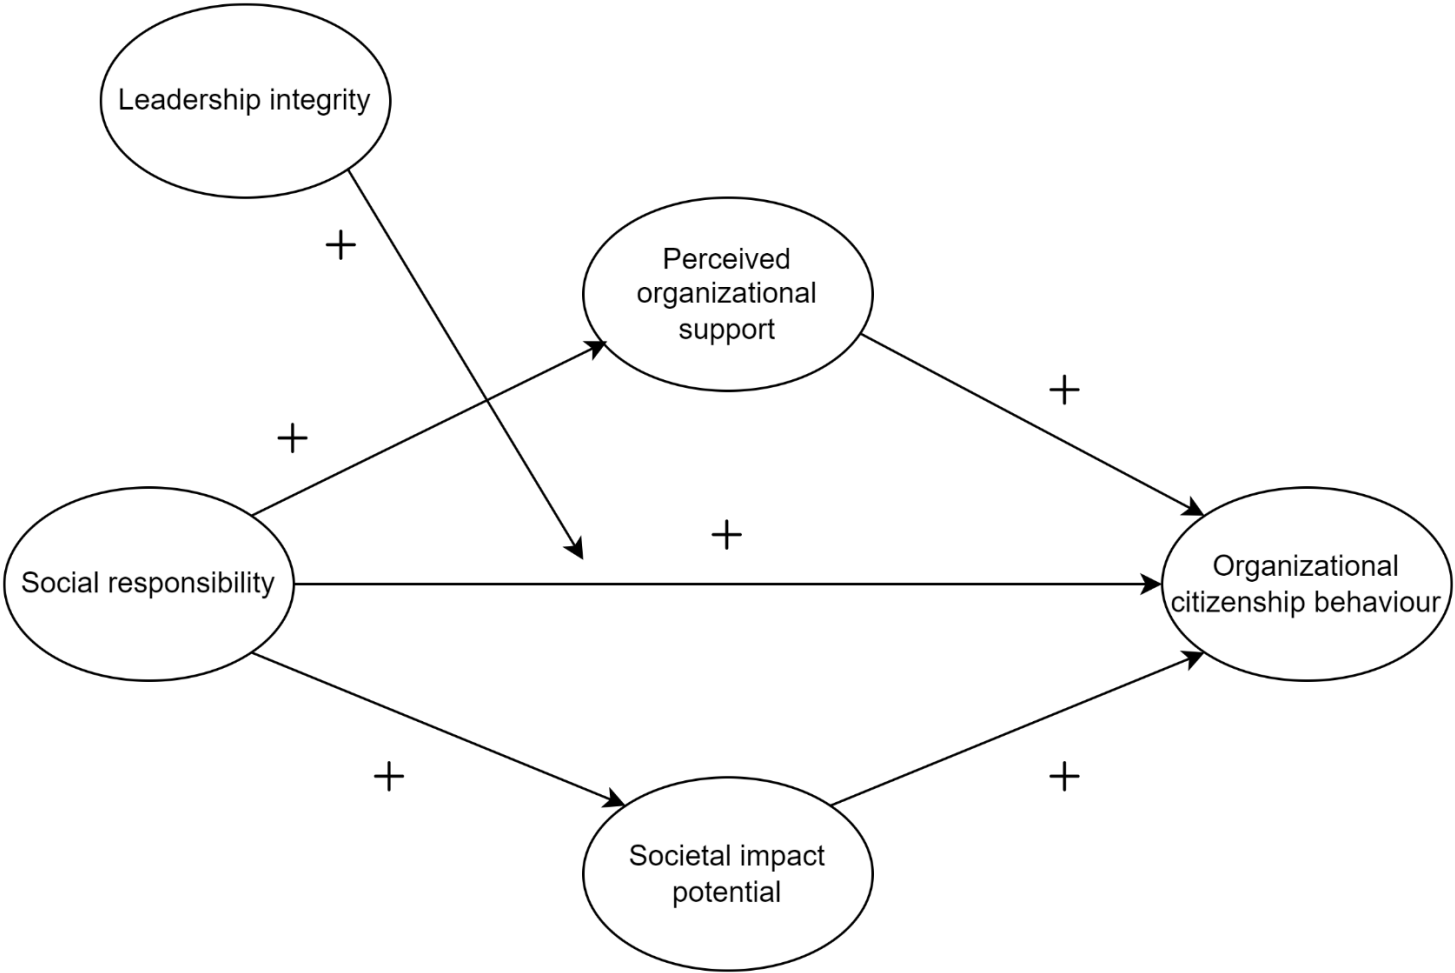 Leadership integrity
+
Perceived
organizational
support
+
+
+
Social responsibility
Organizational
citizenship behaviour
+
+
Societal impact
potential